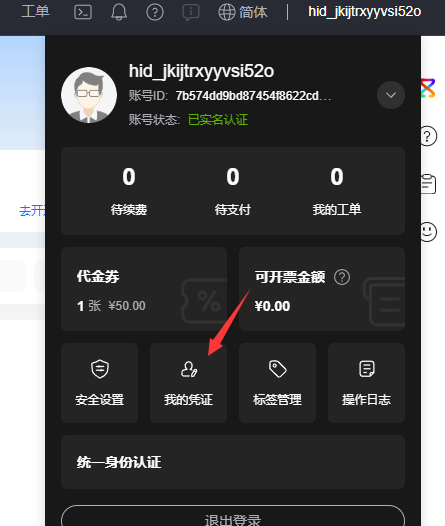 工单 简体 hid_jkijtrxyyvsi52o
hid_jkijtrxyyvsi52o
账号ID: 7b574dd9bd87454f8622cd...
账号状态: 已实名认证
0 0 0
待续费 待支付 我的工单
去开
代金券 可开票金额
1 张 ¥50.00 ¥0.00
安全设置 我的凭证 标签管理 操作日志
统一身份认证
退出登录